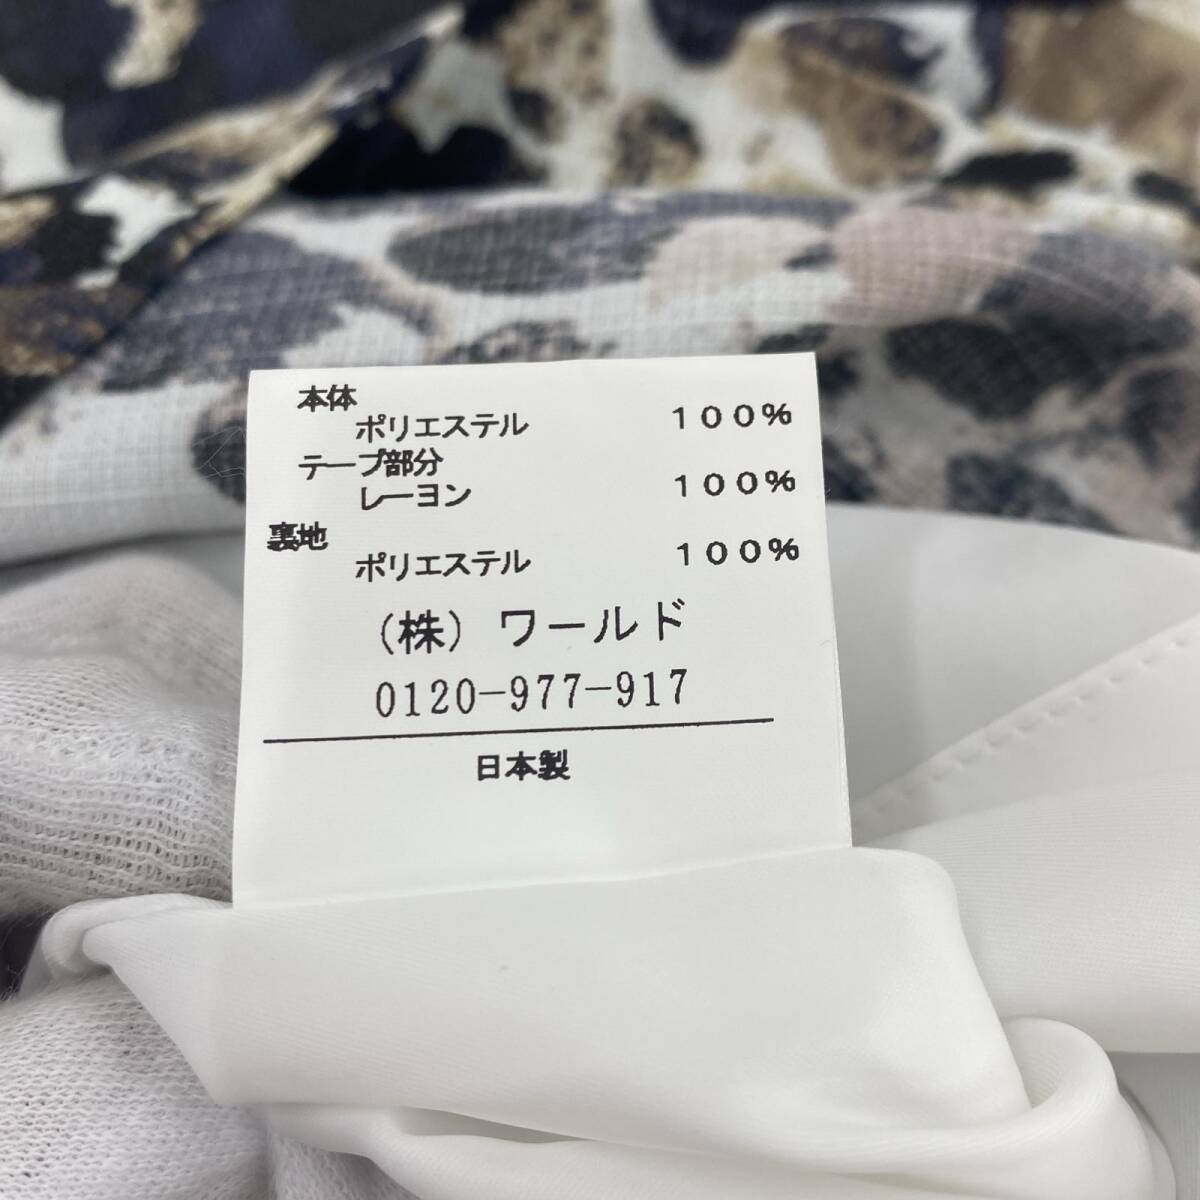 本体
ポリエステル 100%
テープ部分
レーヨン 100%
裏地
ポリエステル 100%
(株) ワールド
0120-977-917
日本製